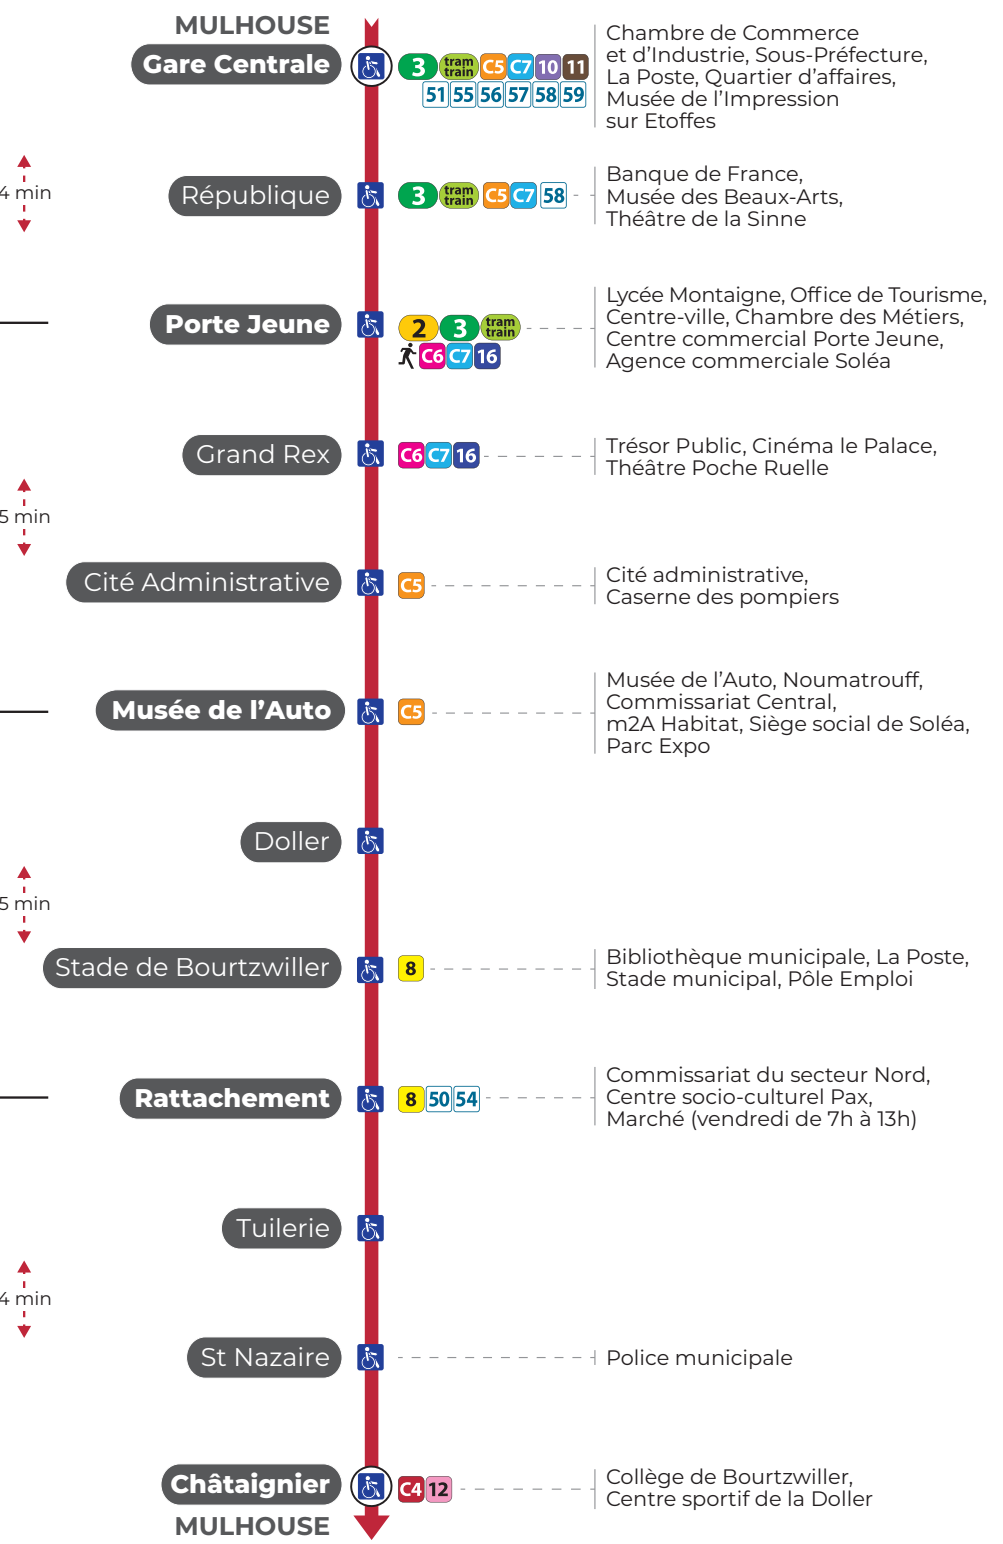 MULHOUSE
Gare Centrale
3 tram train C5 C7 10 11
51 55 56 57 58 59
Chambre de Commerce
et d'Industrie, Sous-Préfecture,
La Poste, Quartier d'affaires,
Musée de l'Impression
sur Etoffes
4 min
République
3 tram train C5 C7 58
Banque de France,
Musée des Beaux-Arts,
Théâtre de la Sinne
Porte Jeune
2 3 tram train
C6 C7 16
Lycée Montaigne, Office de Tourisme,
Centre-ville, Chambre des Métiers,
Centre commercial Porte Jeune,
Agence commerciale Soléa
Grand Rex
C6 C7 16
Trésor Public, Cinéma le Palace,
Théâtre Poche Ruelle
5 min
Cité Administrative
C5
Cité administrative,
Caserne des pompiers
Musée de l'Auto
C5
Musée de l'Auto, Noumatrouff,
Commissariat Central,
m2A Habitat, Siège social de Soléa,
Parc Expo
Doller
5 min
Stade de Bourtzwiller
8
Bibliothèque municipale, La Poste,
Stade municipal, Pôle Emploi
Rattachement
8 50 54
Commissariat du secteur Nord,
Centre socio-culturel Pax,
Marché (vendredi de 7h à 13h)
Tuilerie
4 min
St Nazaire
Police municipale
Châtaignier
C4 12
Collège de Bourtzwiller,
Centre sportif de la Doller
MULHOUSE